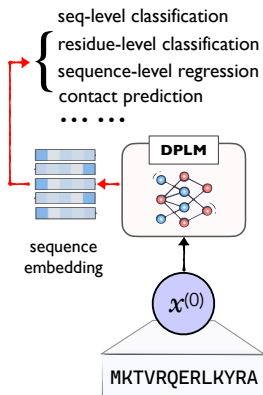 seq-level classification
residue-level classification
sequence-level regression
contact prediction
... ...
DPLM
sequence
embedding
x(0)
MKTVRQERLKYRA